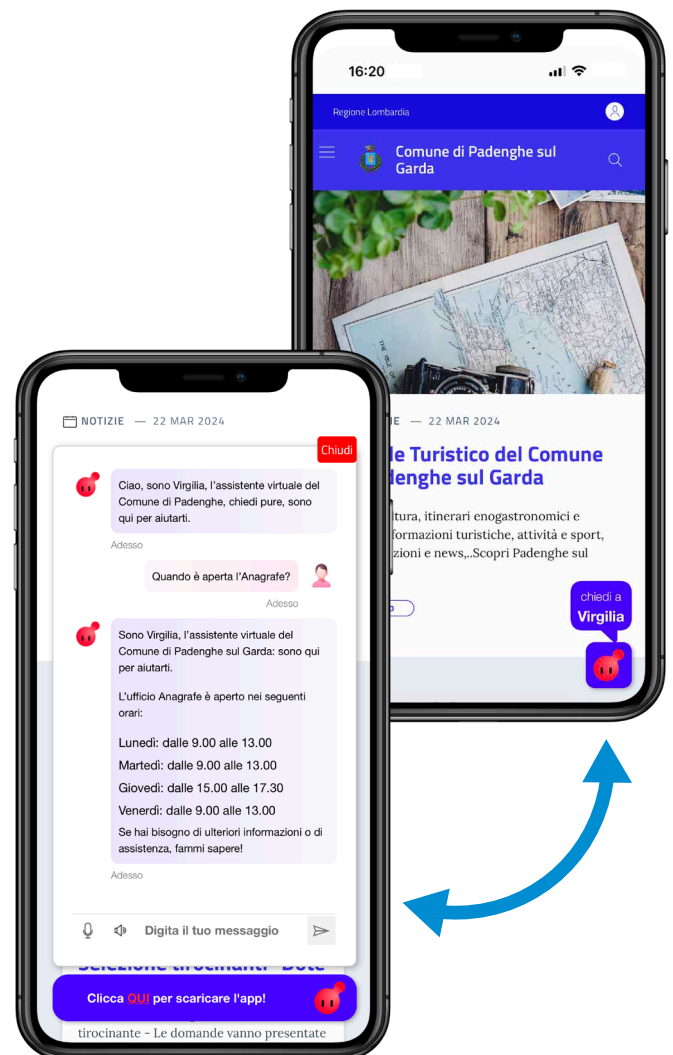 16:20
Regione Lombardia
Comune di Padenghe sul
Garda
22 MAR 2024
le Turistico del Comune
denghe sul Garda
ltura, itinerari enogastronomici e
formazioni turistiche, attività e sport,
zioni e news,..Scopri Padenghe sul
chiedi a
Virgilia
NOTIZIE — 22 MAR 2024
Chiudi
Ciao, sono Virgilia, l'assistente virtuale del
Comune di Padenghe, chiedi pure, sono
qui per aiutarti.
Adesso
Quando è aperta l'Anagrafe?
Adesso
Sono Virgilia, l'assistente virtuale del
Comune di Padenghe sul Garda: sono qui
per aiutarti.
L'ufficio Anagrafe è aperto nei seguenti
orari:
Lunedì: dalle 9.00 alle 13.00
Martedì: dalle 9.00 alle 13.00
Giovedì: dalle 15.00 alle 17.30
Venerdì: dalle 9.00 alle 13.00
Se hai bisogno di ulteriori informazioni o di
assistenza, fammi sapere!
Adesso
Digita il tuo messaggio
Selezione tirocinanti "Dote
Clicca QUI per scaricare l'app!
tirocinante - Le domande vanno presentate